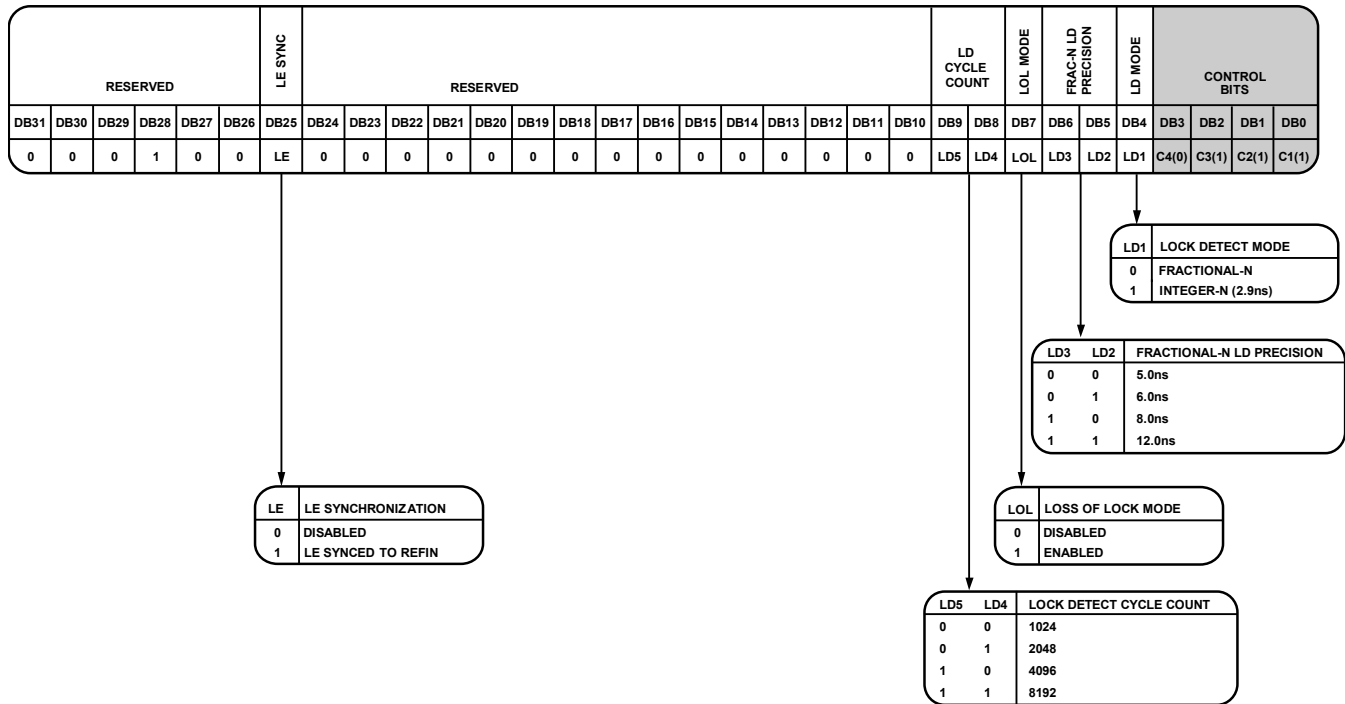 RESERVED
LE SYNC
RESERVED
LD
CYCLE
COUNT
LOL MODE
FRAC-N LD
PRECISION
LD MODE
CONTROL
BITS
DB31 DB30 DB29 DB28 DB27 DB26 DB25 DB24 DB23 DB22 DB21 DB20 DB19 DB18 DB17 DB16 DB15 DB14 DB13 DB12 DB11 DB10 DB9 DB8 DB7 DB6 DB5 DB4 DB3 DB2 DB1 DB0
0 0 0 1 0 0 LE 0 0 0 0 0 0 0 0 0 0 0 0 0 0 0 LD5 LD4 LOL LD3 LD2 LD1 C4(0) C3(1) C2(1) C1(1)
LD1 LOCK DETECT MODE
0 FRACTIONAL-N
1 INTEGER-N (2.9ns)
LD3 LD2 FRACTIONAL-N LD PRECISION
0 0 5.0ns
0 1 6.0ns
1 0 8.0ns
1 1 12.0ns
LE LE SYNCHRONIZATION
0 DISABLED
1 LE SYNCED TO REFIN
LOL LOSS OF LOCK MODE
0 DISABLED
1 ENABLED
LD5 LD4 LOCK DETECT CYCLE COUNT
0 0 1024
0 1 2048
1 0 4096
1 1 8192